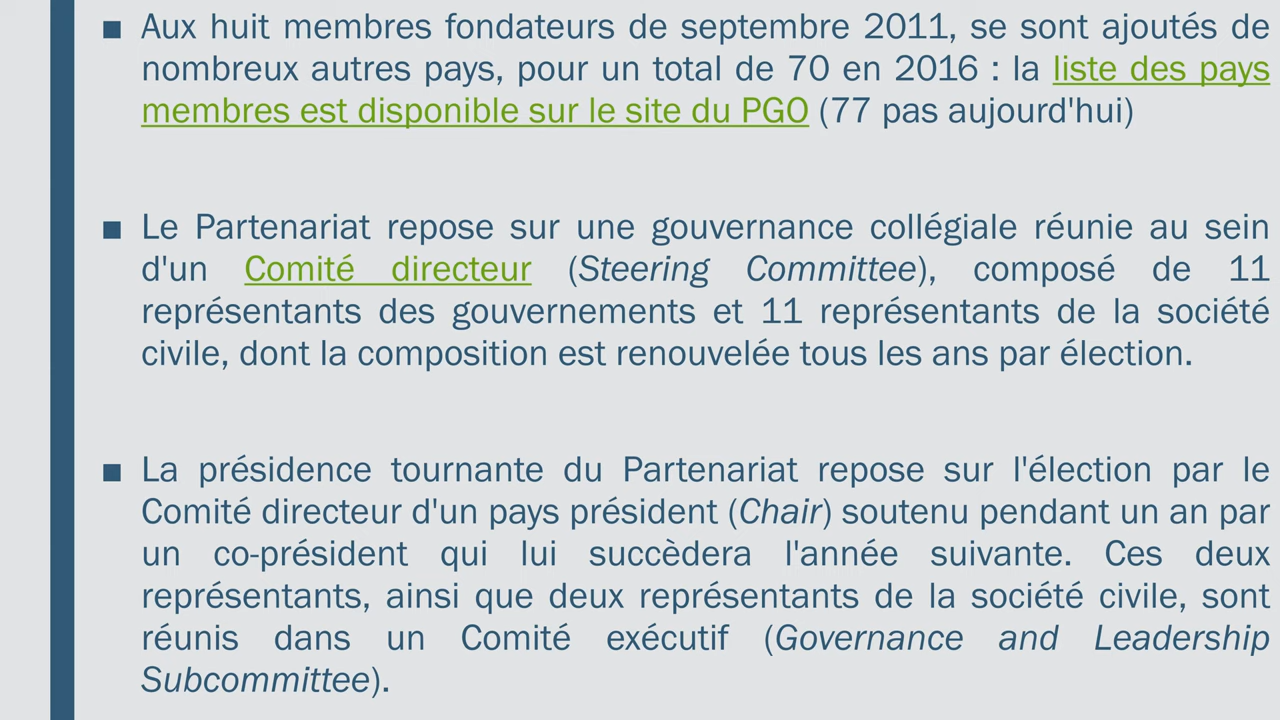 ■ Aux huit membres fondateurs de septembre 2011, se sont ajoutés de
nombreux autres pays, pour un total de 70 en 2016 : la liste des pays
membres est disponible sur le site du PGO (77 pas aujourd'hui)
■ Le Partenariat repose sur une gouvernance collégiale réunie au sein
d'un Comité directeur (Steering Committee), composé de 11
représentants des gouvernements et 11 représentants de la société
civile, dont la composition est renouvelée tous les ans par élection.
■ La présidence tournante du Partenariat repose sur l'élection par le
Comité directeur d'un pays président (Chair) soutenu pendant un an par
un co-président qui lui succèdera l'année suivante. Ces deux
représentants, ainsi que deux représentants de la société civile, sont
réunis dans un Comité exécutif (Governance and Leadership
Subcommittee).